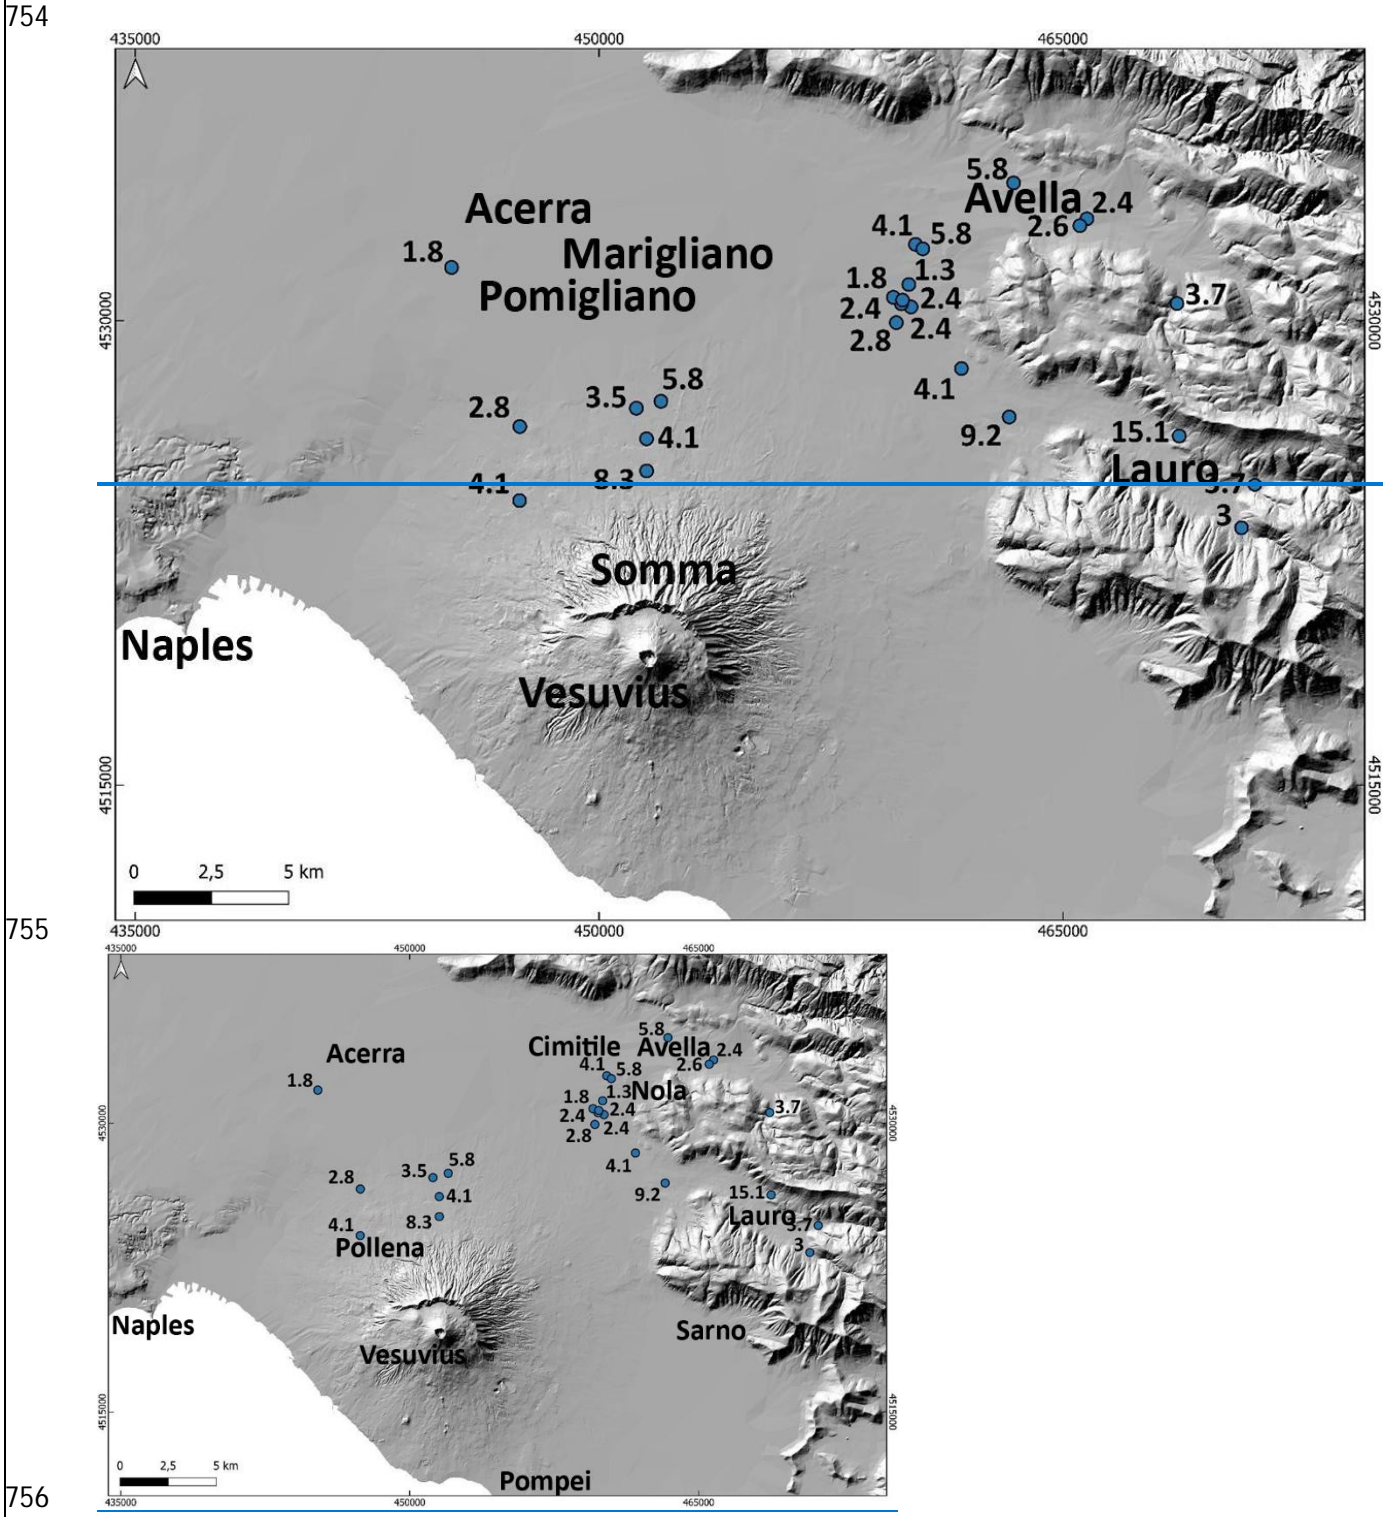 754
435000 450000 465000
5.8
Avella
2.4
2.6
Acerra
4.1
5.8
Marigliano
1.8
1.3
1.8
Pomigliano
2.4
2.4
3.7
4530000
4530000
2.4
2.8
4.1
5.8
3.5
2.8
9.2
15.1
4.1
Lauro
8.3
4.1
3.7
3
Somma
Naples
Vesuvius
4515000
4515000
0 2,5 5 km
755
435000 450000 465000
435000 450000 465000
5.8
Cimitile Avella
Acerra
2.4
2.6
4.1
5.8
1.8
Nola
1.3
1.8
2.4
2.4
3.7
4530000
4530000
2.4
2.8
4.1
5.8
3.5
2.8
4.1
9.2
15.1
8.3
Lauro
4.1
3.7
3
Pollena
Naples
Sarno
Vesuvius
4515000
4515000
0 2,5 5 km
Pompei
756
435000 450000 465000